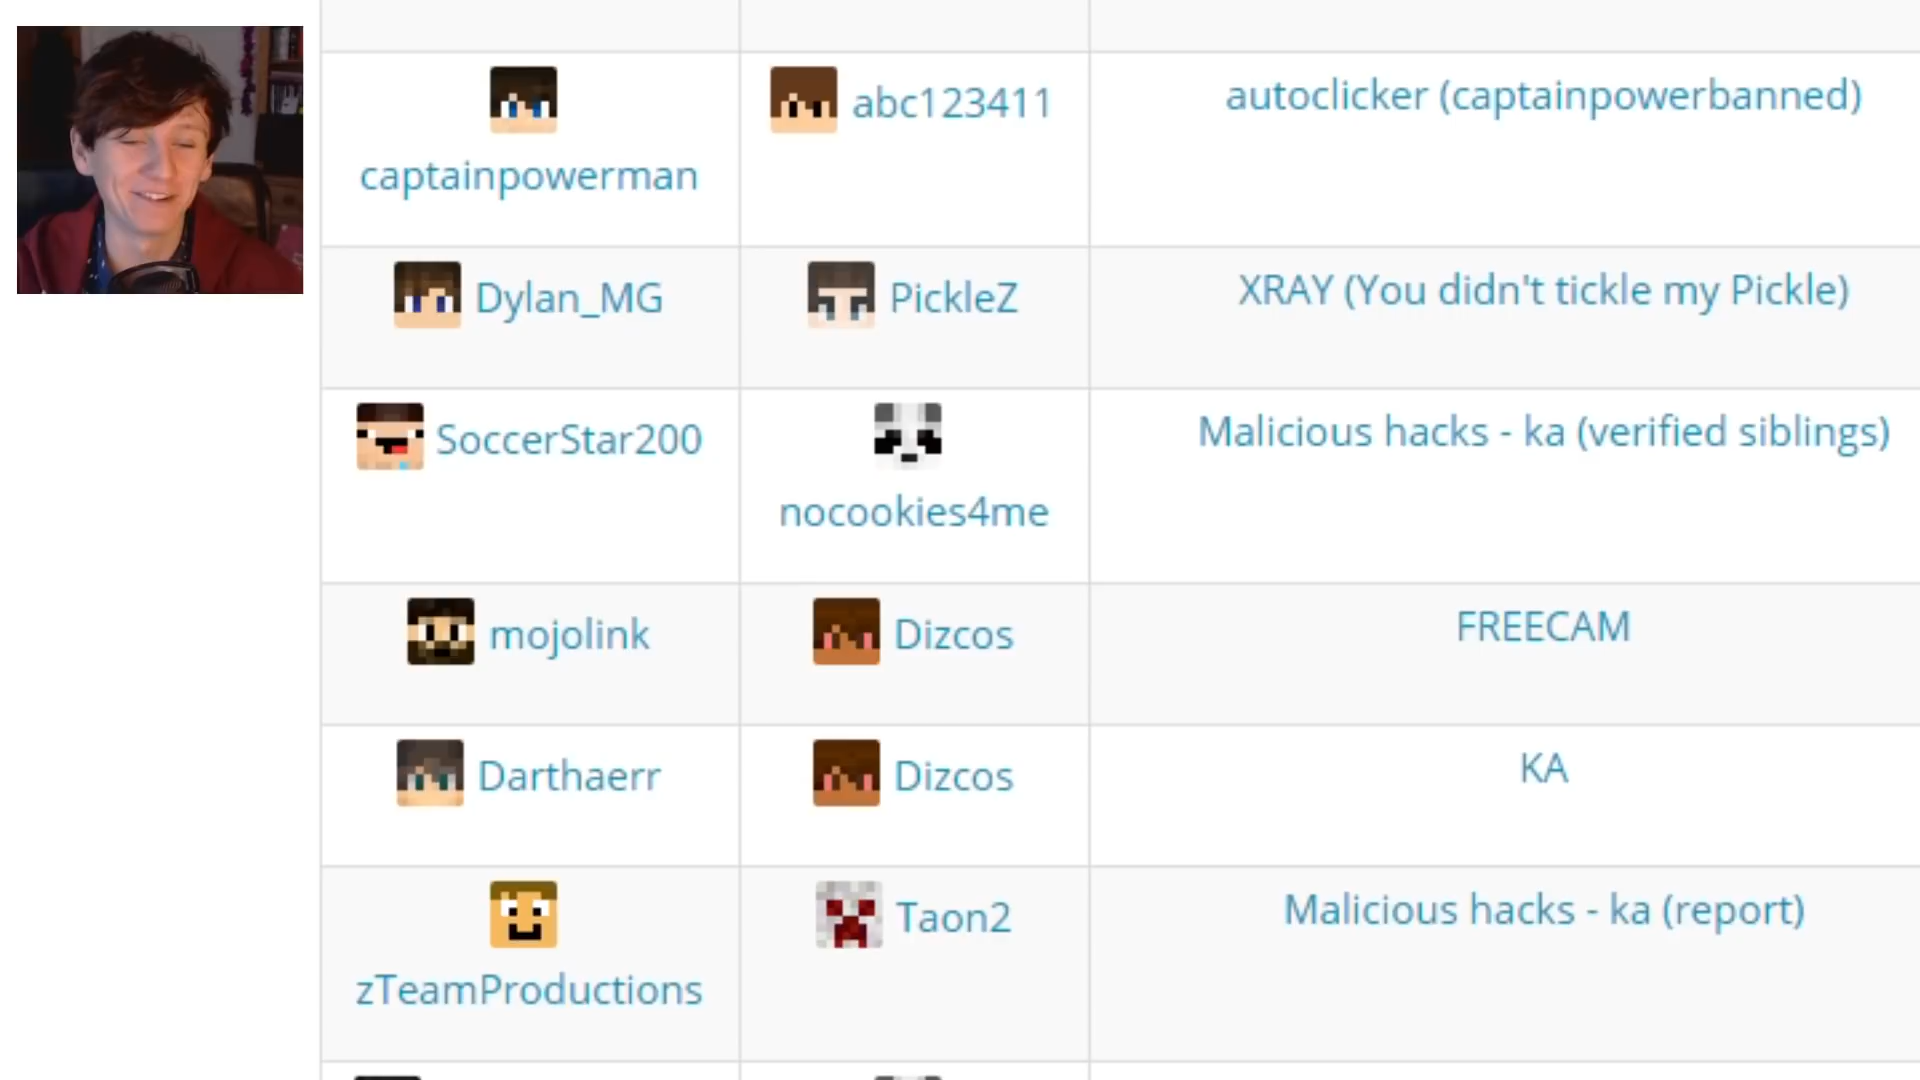 captainpowerman
abc123411
autoclicker (captainpowerbanned)
Dylan_MG
PickleZ
XRAY (You didn't tickle my Pickle)
SoccerStar200
nocookies4me
Malicious hacks - ka (verified siblings)
mojolink
Dizcos
FREECAM
Darthaerr
Dizcos
KA
zTeamProductions
Taon2
Malicious hacks - ka (report)